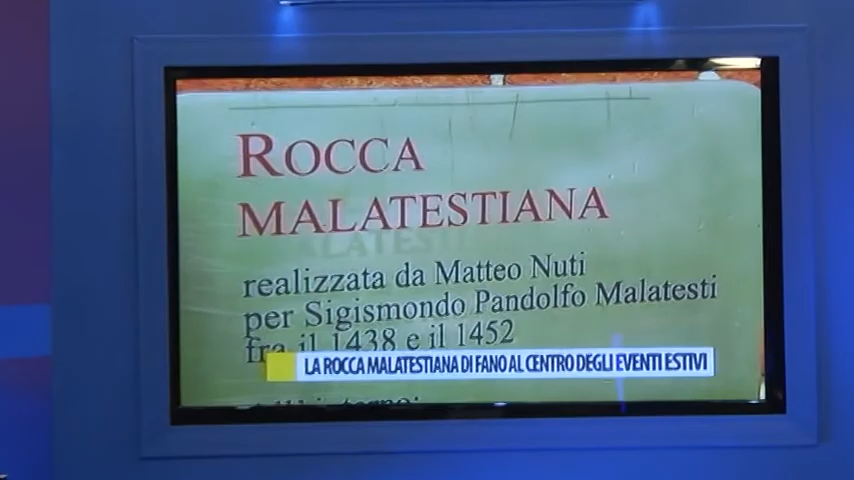 ROCCA
MALATESTIANA
realizzata da Matteo Nuti
per Sigismondo Pandolfo Malatesti
fra il 1438 e il 1452
LA ROCCA MALATESTIANA DI FANO AL CENTRO DEGLI EVENTI ESTIVI